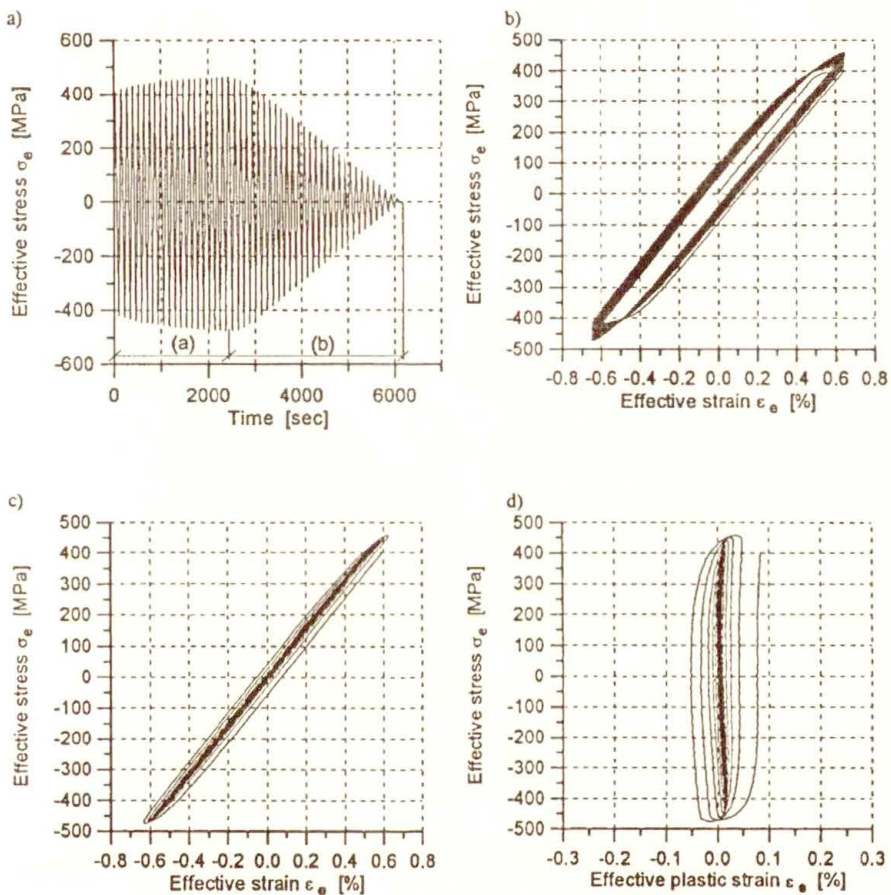 a)
Effective stress σe [MPa]
600
400
200
0
-200
-400
-600
(a)
(b)
0
2000
4000
6000
Time [sec]
b)
Effective stress σe [MPa]
500
400
300
200
100
0
-100
-200
-300
-400
-500
-0.8 -0.6 -0.4 -0.2 0.0 0.2 0.4 0.6 0.8
Effective strain εe [%]
c)
Effective stress σe [MPa]
500
400
300
200
100
0
-100
-200
-300
-400
-500
-0.8 -0.6 -0.4 -0.2 0.0 0.2 0.4 0.6 0.8
Effective strain εe [%]
d)
Effective stress σe [MPa]
500
400
300
200
100
0
-100
-200
-300
-400
-500
-0.3 -0.2 -0.1 0.0 0.1 0.2 0.3
Effective plastic strain εe [%]